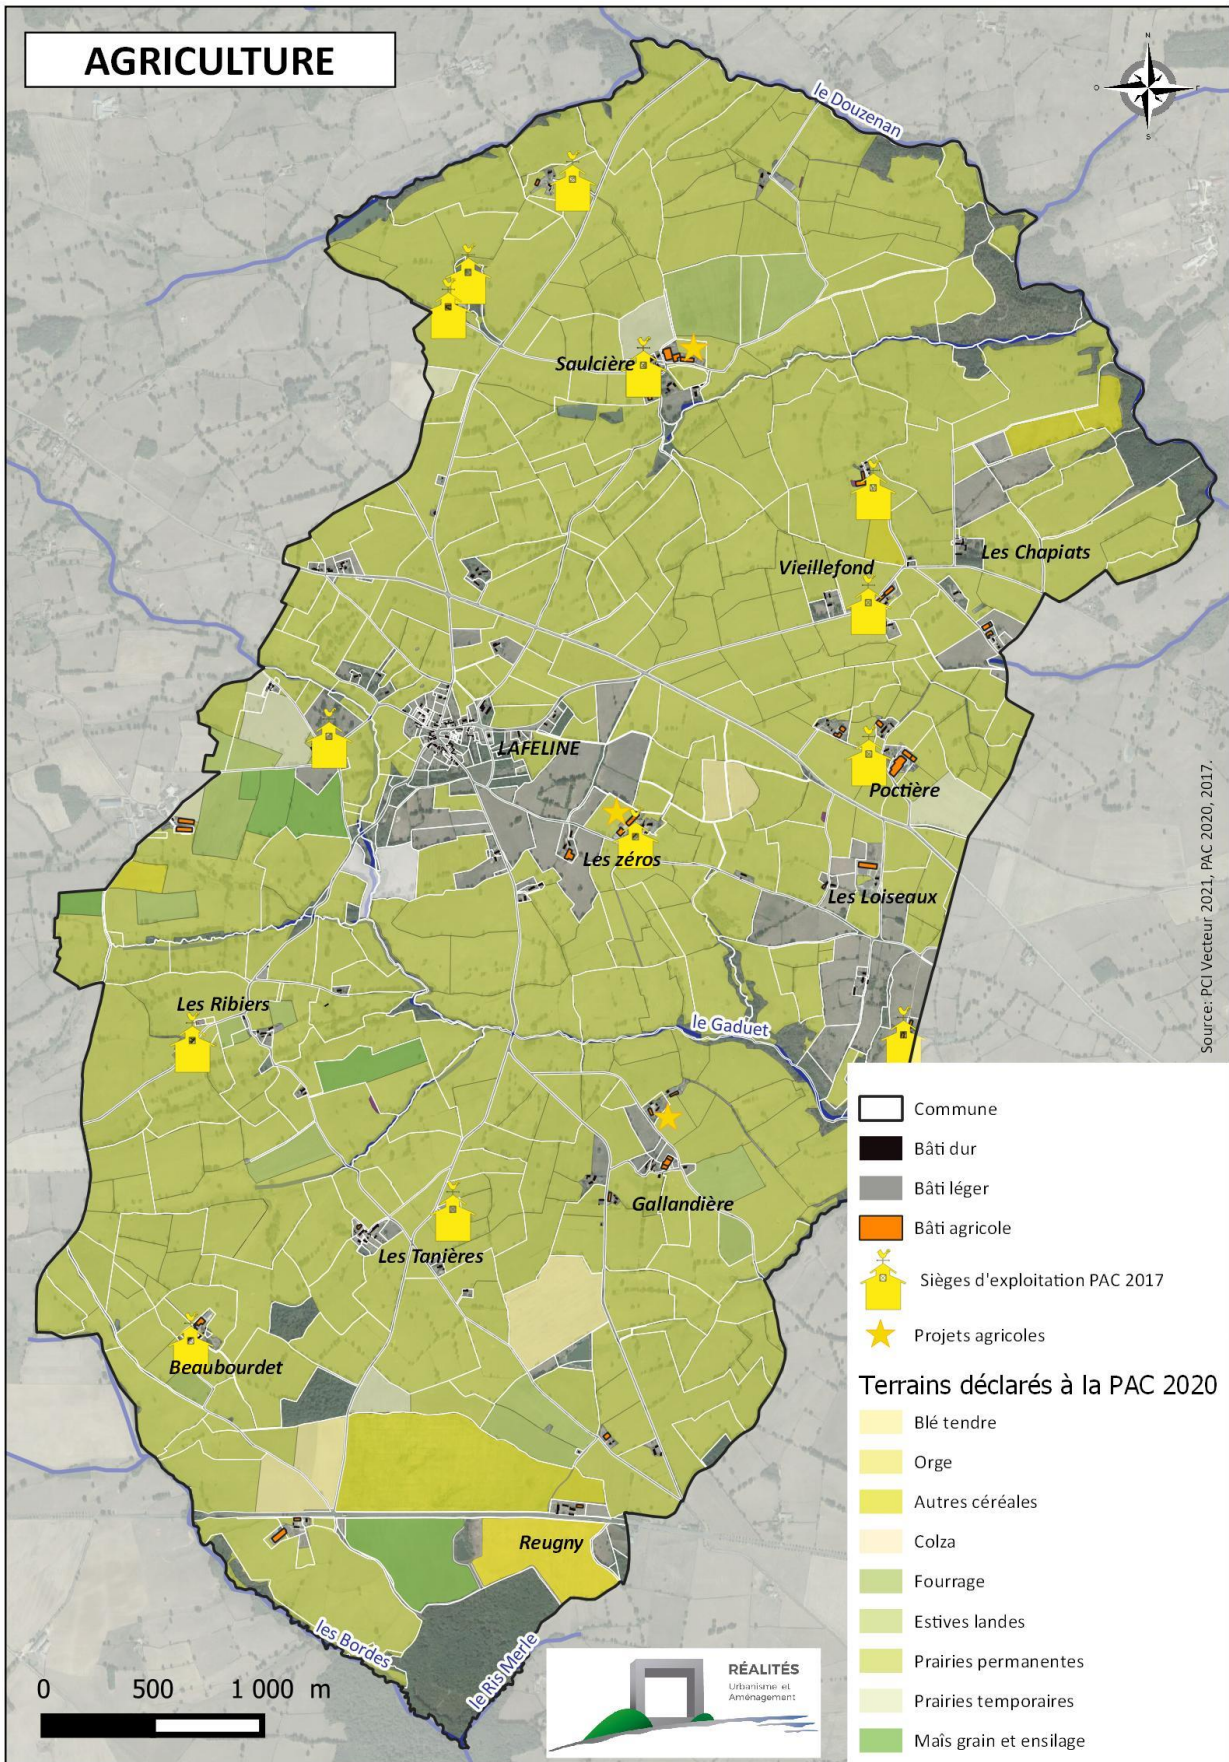 AGRICULTURE
N
O
E
S
le Douzenan
Saulcière
Les Chapiats
Vieillefond
LAFELINE
Poctière
Les zéros
Les Loiseaux
Source: PCI Vecteur 2021, PAC 2020, 2017.
Les Ribiers
le Gaduet
Gallandière
Les Tanières
Beaubourdet
Reugny
les Bordes
le Ris Merle
Commune
Bâti dur
Bâti léger
Bâti agricole
Sièges d'exploitation PAC 2017
Projets agricoles
Terrains déclarés à la PAC 2020
Blé tendre
Orge
Autres céréales
Colza
Fourrage
Estives landes
Prairies permanentes
Prairies temporaires
Maîs grain et ensilage
0 500 1 000 m
RÉALITÉS
Urbanisme et
Aménagement